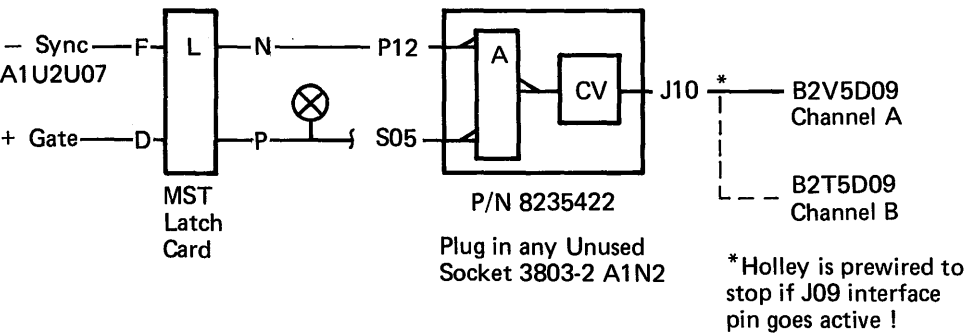 − Sync F L N P12
A1U2U07
+ Gate D P S05
MST
Latch
Card
A
CV
J10 *
P/N 8235422
Plug in any Unused
Socket 3803-2 A1N2
B2V5D09
Channel A
B2T5D09
Channel B
*Holley is prewired to
stop if J09 interface
pin goes active !